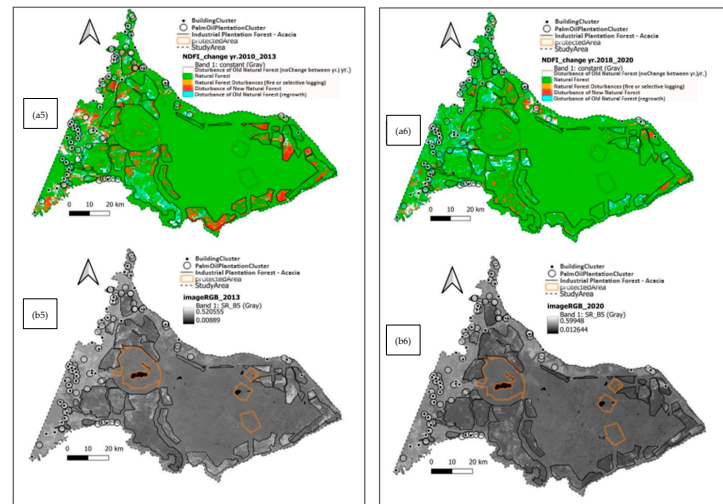 BuildingCluster
PalmOilPlantationCluster
Industrial Plantation Forest - Acacia
protectedArea
StudyArea
NDFI_change yr.2010_2013
Band 1: constant (Gray)
Disturbance of Old Natural Forest (noChange between yr.) yr.)
Natural Forest
Natural Forest Disturbances (fire or selective logging)
Disturbance of New Natural Forest
Disturbance of Old Natural Forest (regrowth)
(a5)
0 10 20 km
BuildingCluster
PalmOilPlantationCluster
Industrial Plantation Forest - Acacia
protectedArea
StudyArea
NDFI_change yr.2018_2020
Band 1: constant (Gray)
Disturbance of Old Natural Forest (noChange between yr.)
Natural Forest
Natural Forest Disturbances (fire or selective logging)
Disturbance of New Natural Forest
Disturbance of Old Natural Forest (regrowth)
(a6)
0 10 20 km
BuildingCluster
PalmOilPlantationCluster
Industrial Plantation Forest - Acacia
protectedArea
StudyArea
imageRGB_2013
Band 1: SR_B5 (Gray)
0.520555
0.00889
(b5)
0 10 20 km
BuildingCluster
PalmOilPlantationCluster
Industrial Plantation Forest - Acacia
protectedArea
StudyArea
imageRGB_2020
Band 1: SR_B5 (Gray)
0.59948
0.012644
(b6)
0 10 20 km